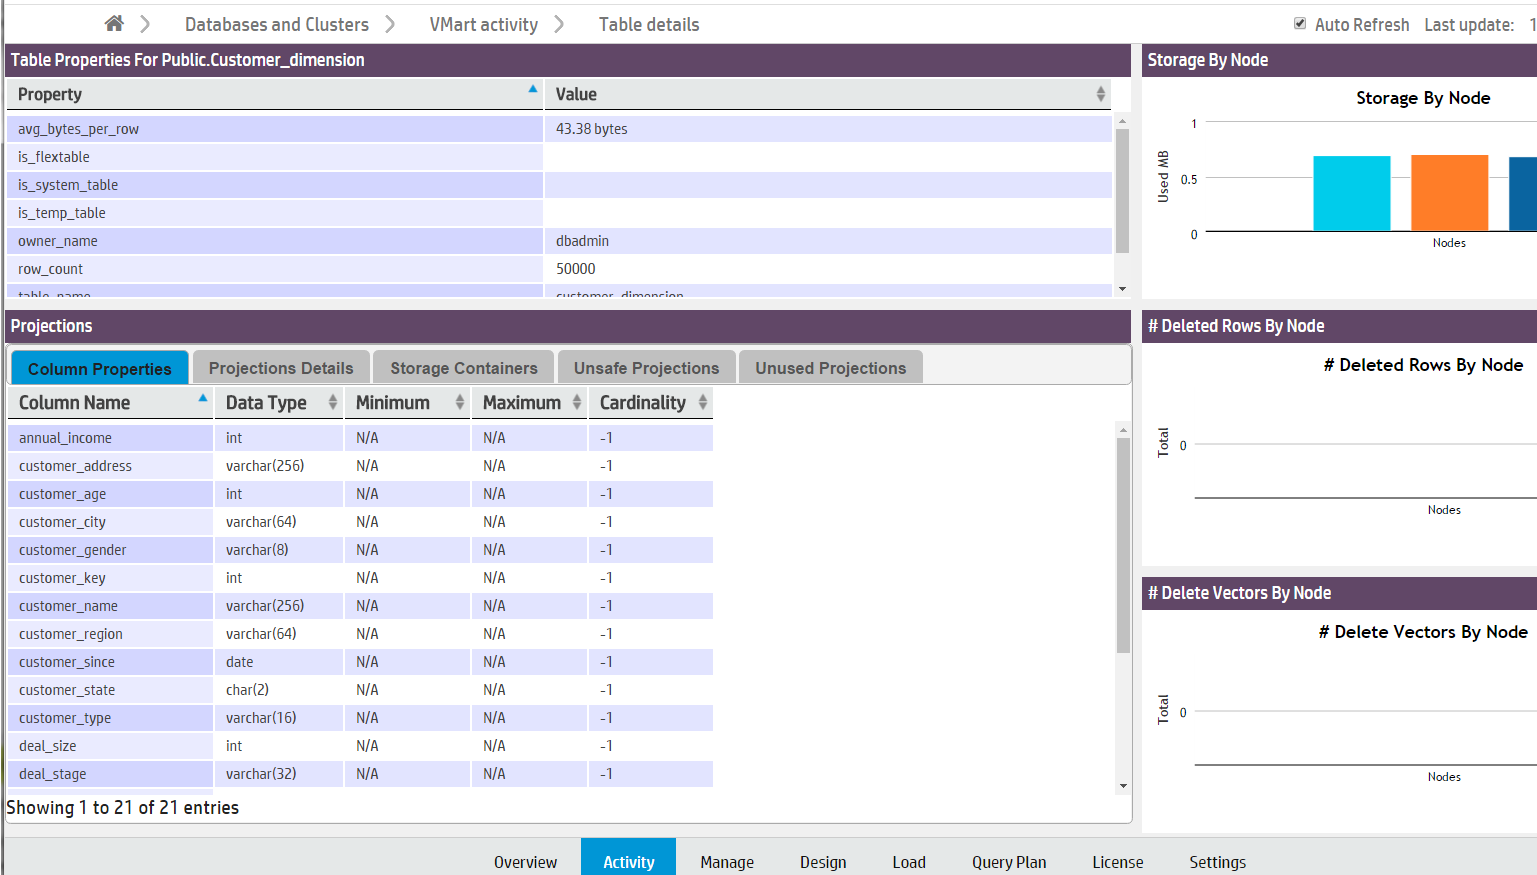 Databases and Clusters VMart activity Table details Auto Refresh Last update: 1
Table Properties For Public.Customer_dimension
Property Value
avg_bytes_per_row 43.38 bytes
is_flextable
is_system_table
is_temp_table
owner_name dbadmin
row_count 50000
table_name customer_dimension
Projections
Column Properties Projections Details Storage Containers Unsafe Projections Unused Projections
Column Name Data Type Minimum Maximum Cardinality
annual_income int N/A N/A -1
customer_address varchar(256) N/A N/A -1
customer_age int N/A N/A -1
customer_city varchar(64) N/A N/A -1
customer_gender varchar(8) N/A N/A -1
customer_key int N/A N/A -1
customer_name varchar(256) N/A N/A -1
customer_region varchar(64) N/A N/A -1
customer_since date N/A N/A -1
customer_state char(2) N/A N/A -1
customer_type varchar(16) N/A N/A -1
deal_size int N/A N/A -1
deal_stage varchar(32) N/A N/A -1
Showing 1 to 21 of 21 entries
Storage By Node
Storage By Node
1
Used MB
0.5
0
Nodes
# Deleted Rows By Node
# Deleted Rows By Node
Total
0
Nodes
# Delete Vectors By Node
# Delete Vectors By Node
Total
0
Nodes
Overview Activity Manage Design Load Query Plan License Settings